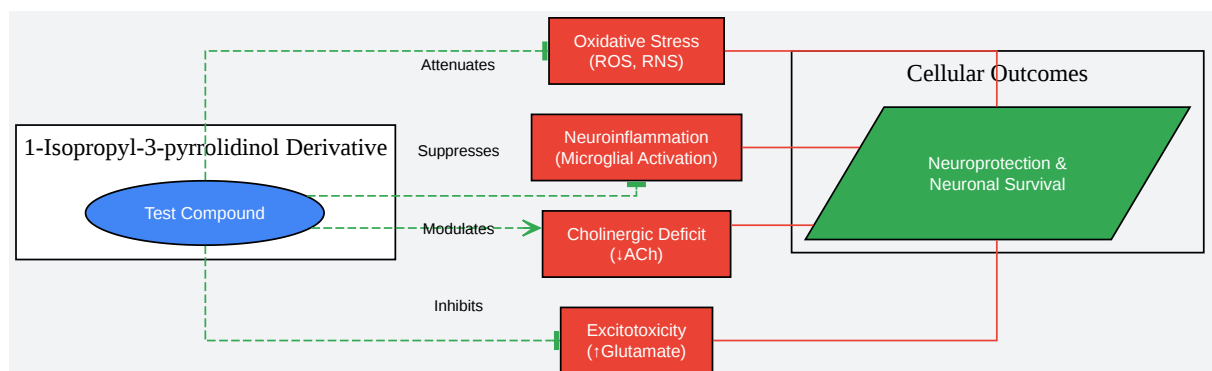 Oxidative Stress
(ROS, RNS)
Attenuates
Cellular Outcomes
1-Isopropyl-3-pyrrolidinol Derivative
Suppresses
Neuroinflammation
(Microglial Activation)
Neuroprotection &
Neuronal Survival
Test Compound
Modulates
Cholinergic Deficit
(↓ACh)
Inhibits
Excitotoxicity
(↑Glutamate)